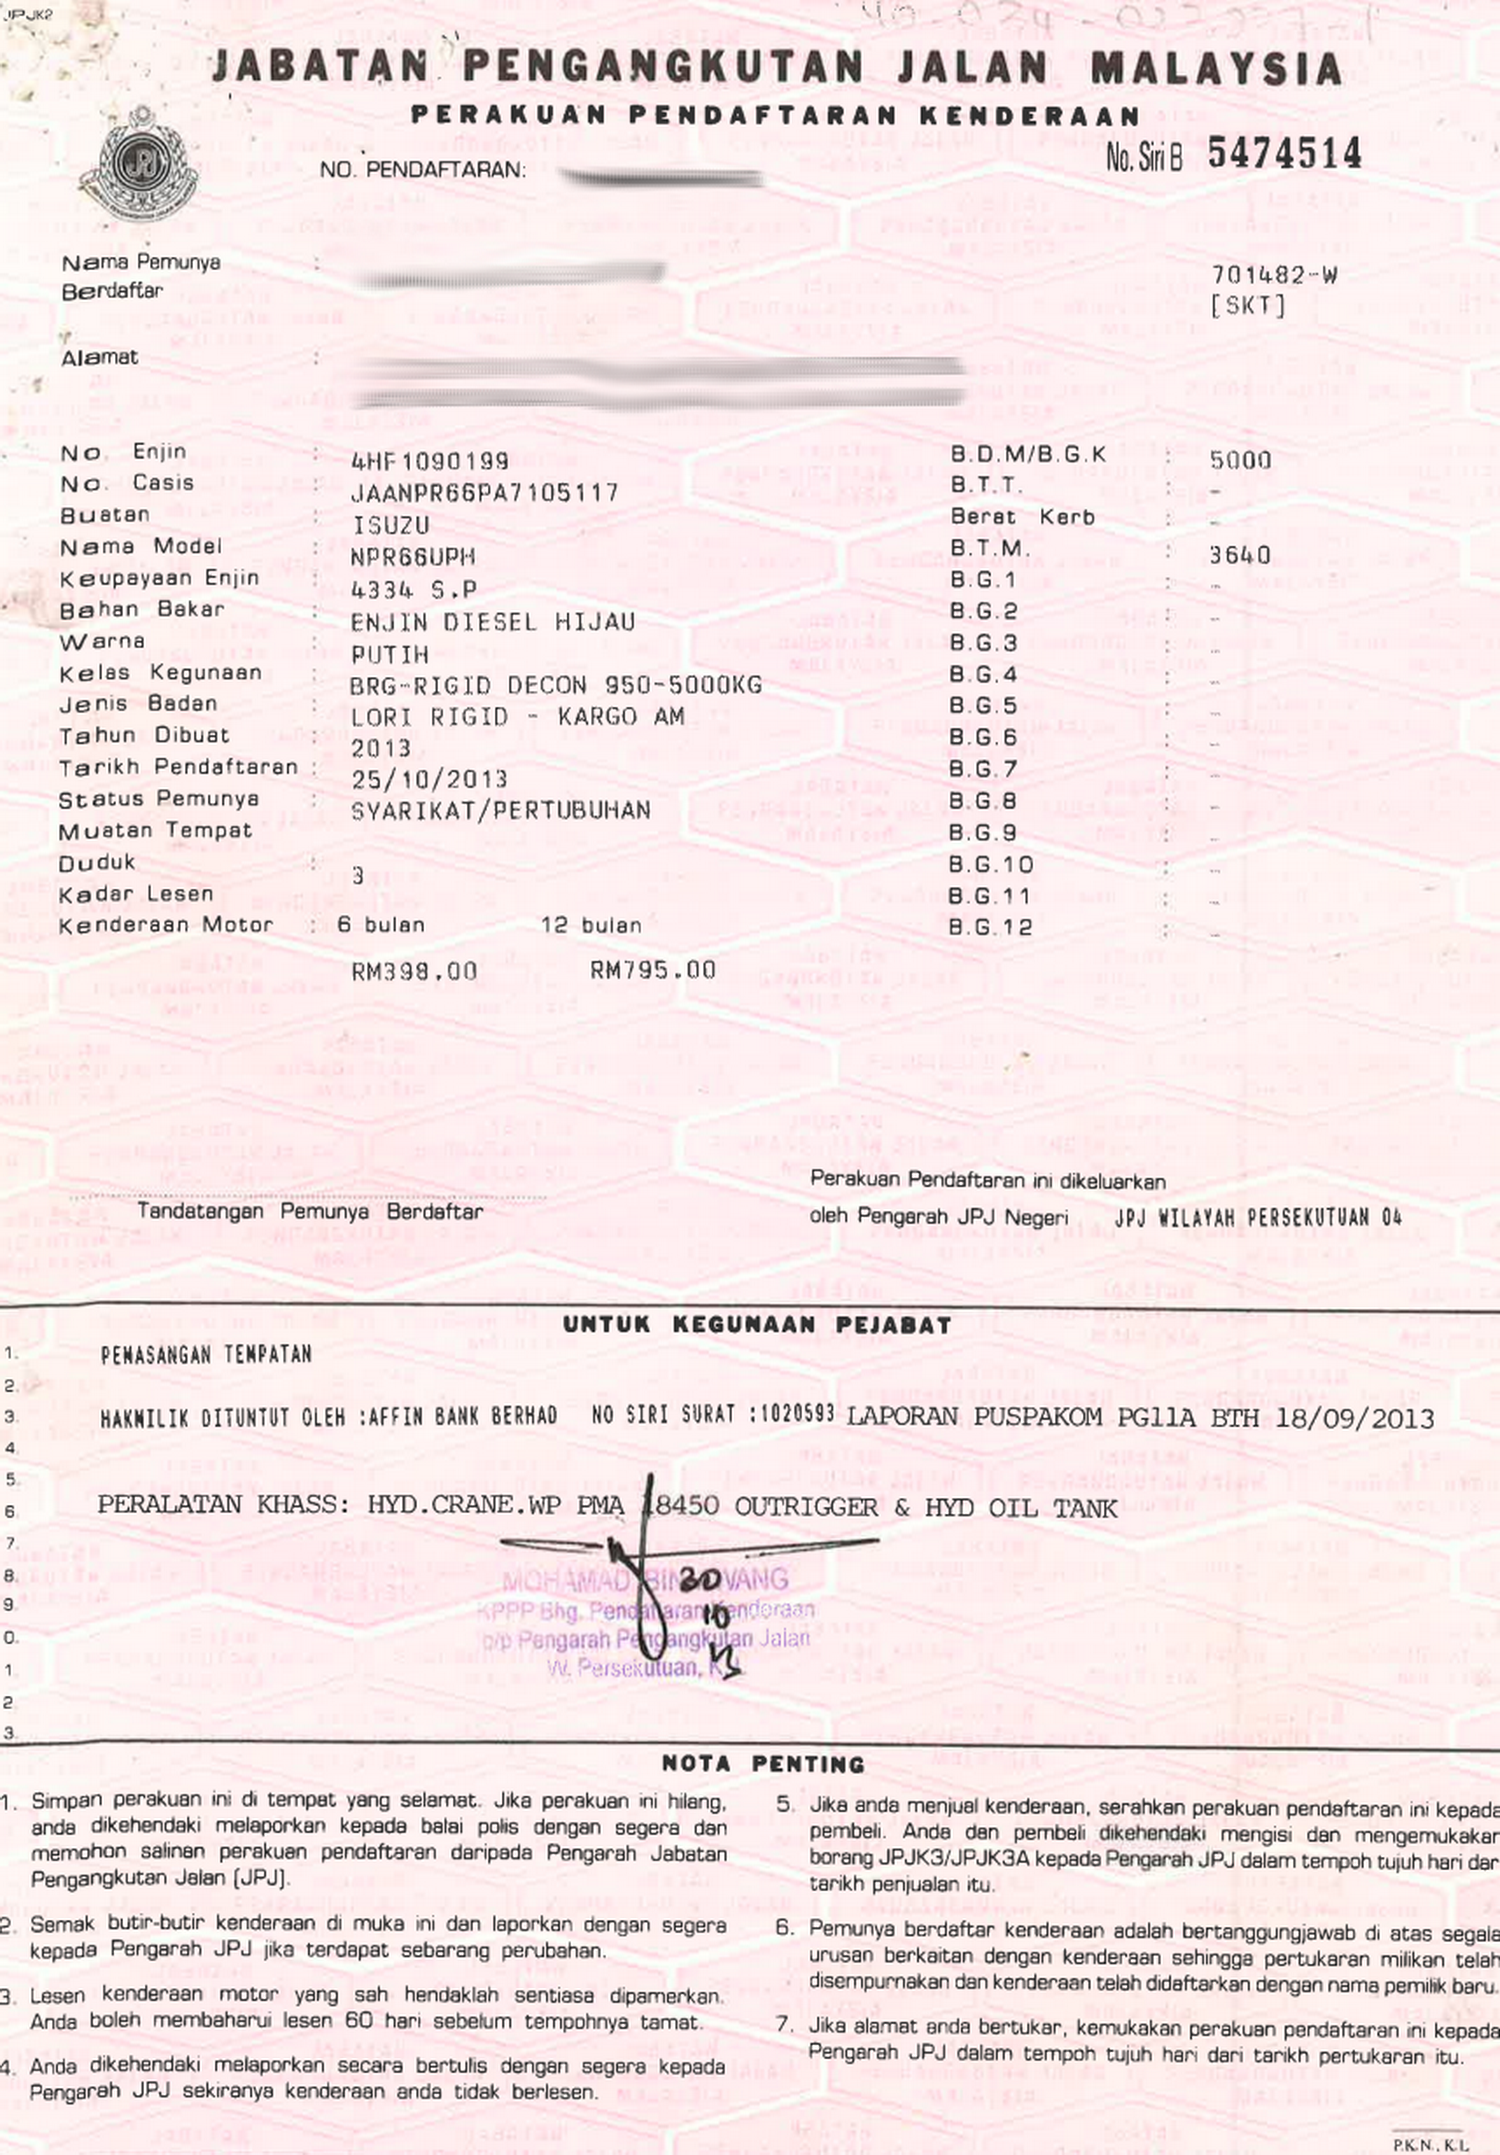 JPJK2
JABATAN PENGANGKUTAN JALAN MALAYSIA
PERAKUAN PENDAFTARAN KENDERAAN
No. Siri B 5474514
NO. PENDAFTARAN:
Nama Pemunya :
Berdaftar
701482-W
[SKT]
Alamat :
No. Enjin : 4HF1090199 B.D.M/B.G.K : 5000
No. Casis : JAANPR66PA7105117 B.T.T. : -
Buatan : ISUZU Berat Kerb : -
Nama Model : NPR66UPH B.T.M. : 3640
Keupayaan Enjin : 4334 S.P B.G.1 : -
Bahan Bakar : ENJIN DIESEL HIJAU B.G.2 : -
Warna : PUTIH B.G.3 : -
Kelas Kegunaan : BRG-RIGID DECON 950-5000KG B.G.4 : -
Jenis Badan : LORI RIGID - KARGO AM B.G.5 : -
Tahun Dibuat : 2013 B.G.6 : -
Tarikh Pendaftaran : 25/10/2013 B.G.7 : -
Status Pemunya : SYARIKAT/PERTUBUHAN B.G.8 : -
Muatan Tempat B.G.9 : -
Duduk : 3 B.G.10 : -
Kadar Lesen B.G.11 : -
Kenderaan Motor : 6 bulan 12 bulan B.G.12 : -
RM398.00 RM795.00
Perakuan Pendaftaran ini dikeluarkan
Tandatangan Pemunya Berdaftar
oleh Pengarah JPJ Negeri JPJ WILAYAH PERSEKUTUAN 04
UNTUK KEGUNAAN PEJABAT
1. PEMASANGAN TEMPATAN
2.
3. HAKMILIK DITUNTUT OLEH :AFFIN BANK BERHAD NO SIRI SURAT :1020593 LAPORAN PUSPAKOM PG11A BTH 18/09/2013
4.
5.
6. PERALATAN KHASS: HYD.CRANE.WP PMA 18450 OUTRIGGER & HYD OIL TANK
7.
8. MOHAMAD BIN 30
9. KPPP Bhg. Pendaftaran Kenderaan 10
0. b/p Pengarah Pengangkutan Jalan 13
1 W. Persekutuan, K
2
3.
NOTA PENTING
1. Simpan perakuan ini di tempat yang selamat. Jika perakuan ini hilang,
anda dikehendaki melaporkan kepada balai polis dengan segera dan
memohon salinan perakuan pendaftaran daripada Pengarah Jabatan
Pengangkutan Jalan (JPJ).
2. Semak butir-butir kenderaan di muka ini dan laporkan dengan segera
kepada Pengarah JPJ jika terdapat sebarang perubahan.
3. Lesen kenderaan motor yang sah hendaklah sentiasa dipamerkan.
Anda boleh membaharui lesen 60 hari sebelum tempohnya tamat.
4. Anda dikehendaki melaporkan secara bertulis dengan segera kepada
Pengarah JPJ sekiranya kenderaan anda tidak berlesen.
5. Jika anda menjual kenderaan, serahkan perakuan pendaftaran ini kepada
pembeli. Anda dan pembeli dikehendaki mengisi dan mengemukakan
borang JPJK3/JPJK3A kepada Pengarah JPJ dalam tempoh tujuh hari dari
tarikh penjualan itu.
6. Pemunya berdaftar kenderaan adalah bertanggungjawab di atas segala
urusan berkaitan dengan kenderaan sehingga pertukaran milikan telah
disempurnakan dan kenderaan telah didaftarkan dengan nama pemilik baru.
7. Jika alamat anda bertukar, kemukakan perakuan pendaftaran ini kepada
Pengarah JPJ dalam tempoh tujuh hari dari tarikh pertukaran itu.
P.K.N., K.L.